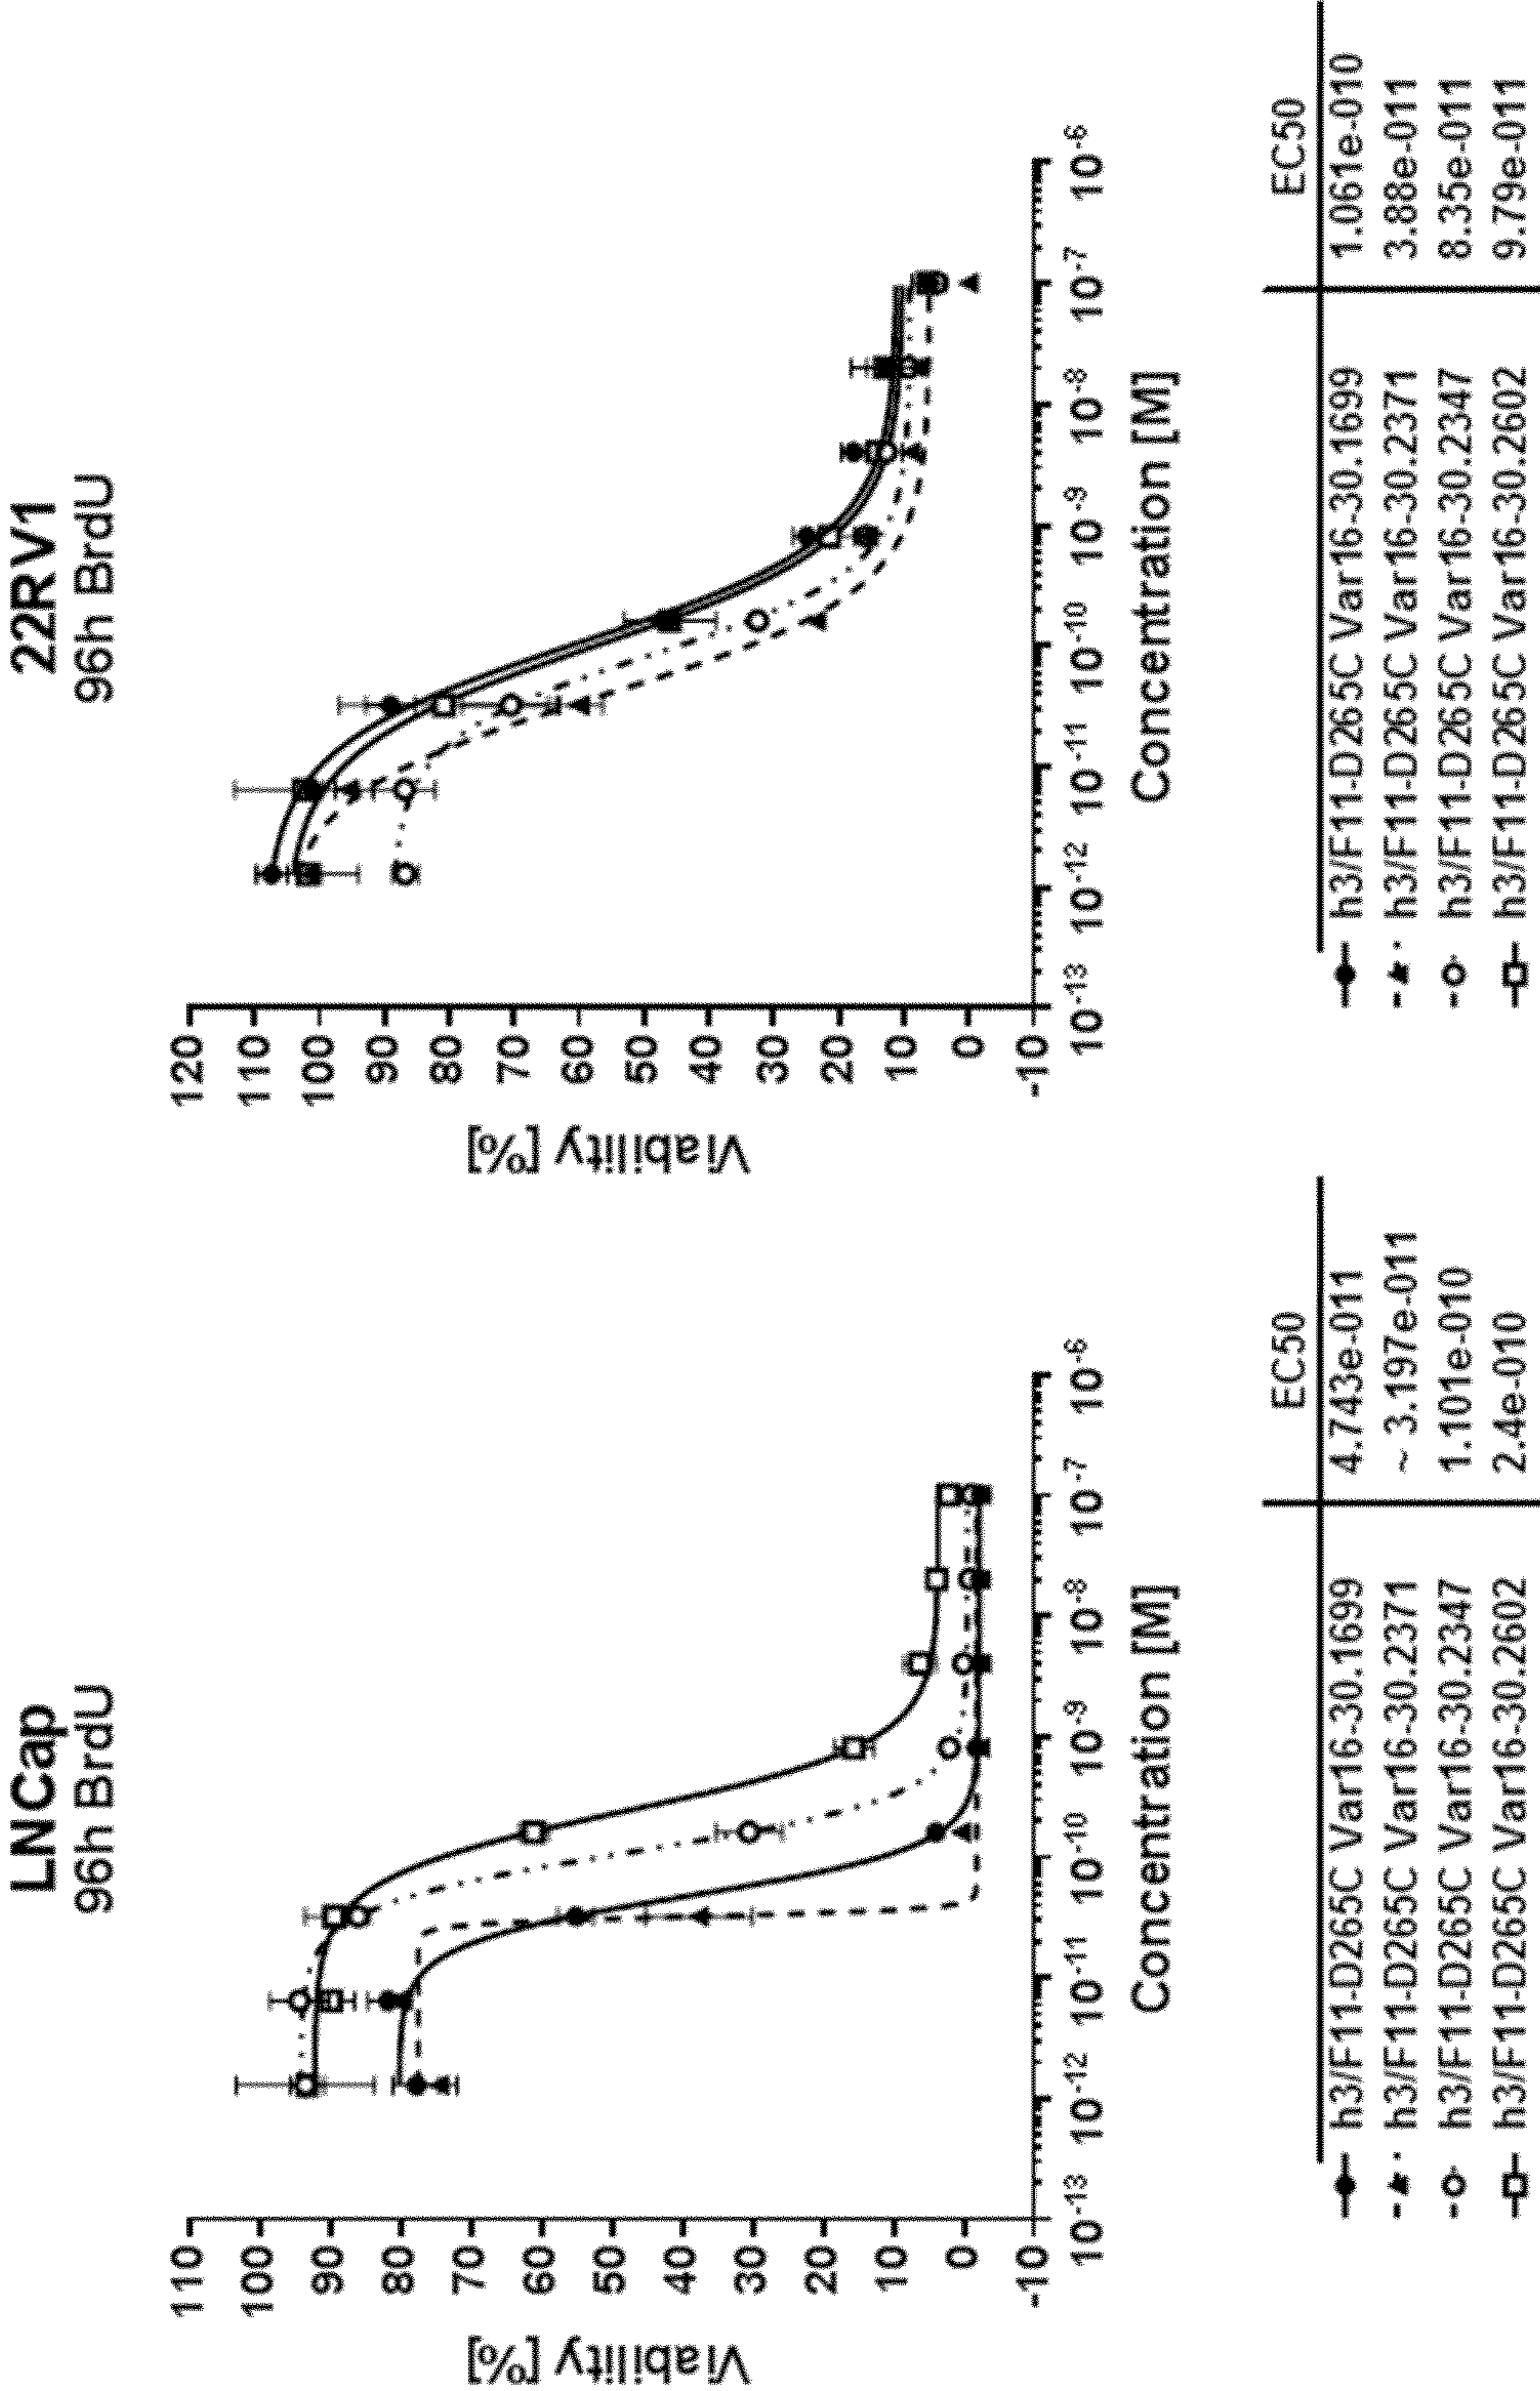 LNCap
96h BrdU
Viability [%]
110
100
90
80
70
60
50
40
30
20
10
0
-10
10-13 10-12 10-11 10-10 10-9 10-8 10-7 10-6
Concentration [M]
EC50
h3/F11-D265C Var16-30.1699 4.743e-011
h3/F11-D265C Var16-30.2371 ~ 3.197e-011
h3/F11-D265C Var16-30.2347 1.101e-010
h3/F11-D265C Var16-30.2602 2.4e-010
22RV1
96h BrdU
Viability [%]
120
110
100
90
80
70
60
50
40
30
20
10
0
-10
10-13 10-12 10-11 10-10 10-9 10-8 10-7 10-6
Concentration [M]
EC50
h3/F11-D265C Var16-30.1699 1.061e-010
h3/F11-D265C Var16-30.2371 3.88e-011
h3/F11-D265C Var16-30.2347 8.35e-011
h3/F11-D265C Var16-30.2602 9.79e-011